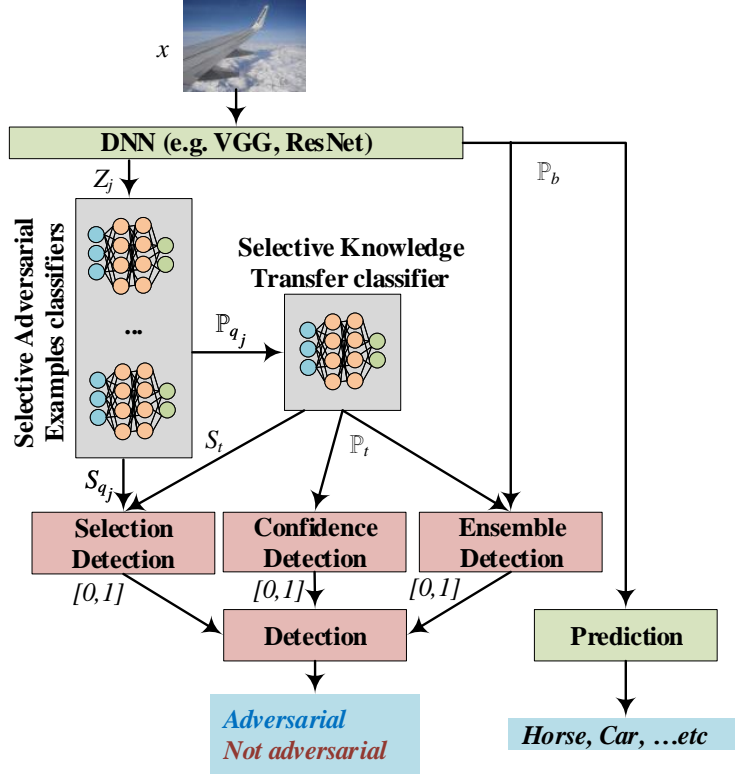 x
DNN (e.g. VGG, ResNet)
Z_j
ℙ_b
Selective Adversarial
Examples classifiers
...
Selective Knowledge
Transfer classifier
ℙ_{q_j}
S_t
ℙ_t
S_{q_j}
Selection
Detection
Confidence
Detection
Ensemble
Detection
[0,1]
[0,1]
[0,1]
Detection
Prediction
Adversarial
Not adversarial
Horse, Car, …etc